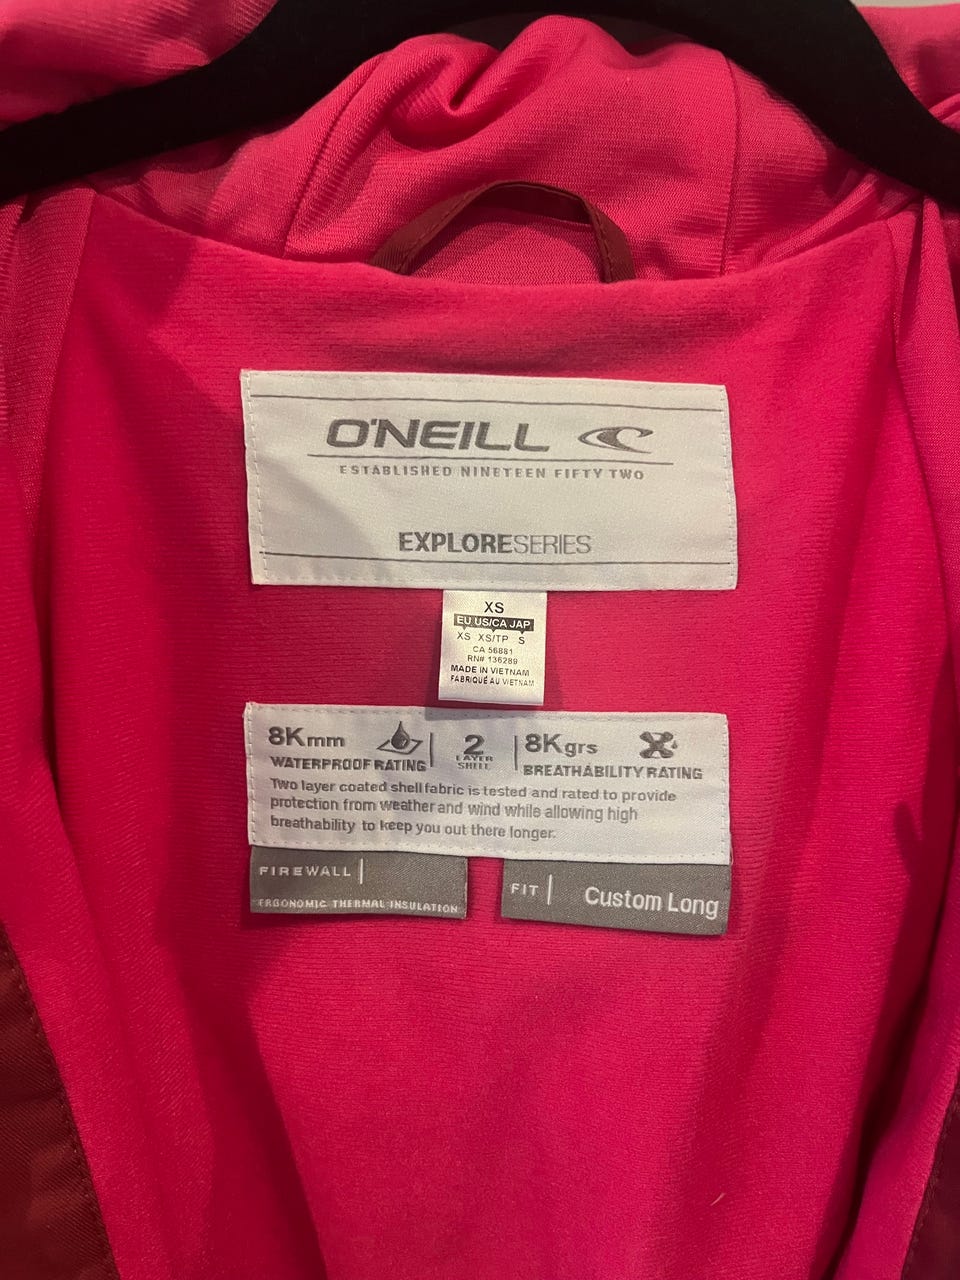 O'NEILL
ESTABLISHED NINETEEN FIFTY TWO
EXPLORESERIES
XS
EU US/CA JAP
XS XS/TP S
CA 56881
RN# 136289
MADE IN VIETNAM
FABRIQUÉ AU VIETNAM
8Kmm
WATERPROOF RATING
2
LAYER
SHELL
8Kgrs
BREATHABILITY RATING
Two layer coated shell fabric is tested and rated to provide
protection from weather and wind while allowing high
breathability to keep you out there longer.
FIREWALL
ERGONOMIC THERMAL INSULATION
FIT Custom Long